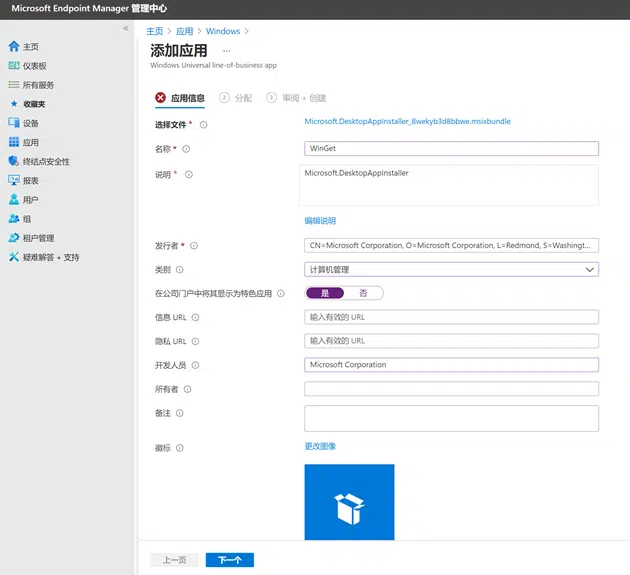 Microsoft Endpoint Manager 管理中心
«
主页
仪表板
所有服务
收藏夹
设备
应用
终结点安全性
报表
用户
组
租户管理
疑难解答 + 支持
主页 > 应用 > Windows >
添加应用 ...
Windows Universal line-of-business app
应用信息 2 分配 3 审阅 + 创建
选择文件 * Microsoft.DesktopAppInstaller_8wekyb3d8bbwe.msixbundle
名称 * WinGet
说明 * Microsoft.DesktopAppInstaller
编辑说明
发行者 * CN=Microsoft Corporation, O=Microsoft Corporation, L=Redmond, S=Washingt...
类别 计算机管理
在公司门户中将其显示为特色应用 是 否
信息 URL 输入有效的 URL
隐私 URL 输入有效的 URL
开发人员 Microsoft Corporation
所有者
备注
徽标 更改图像
上一页 下一个